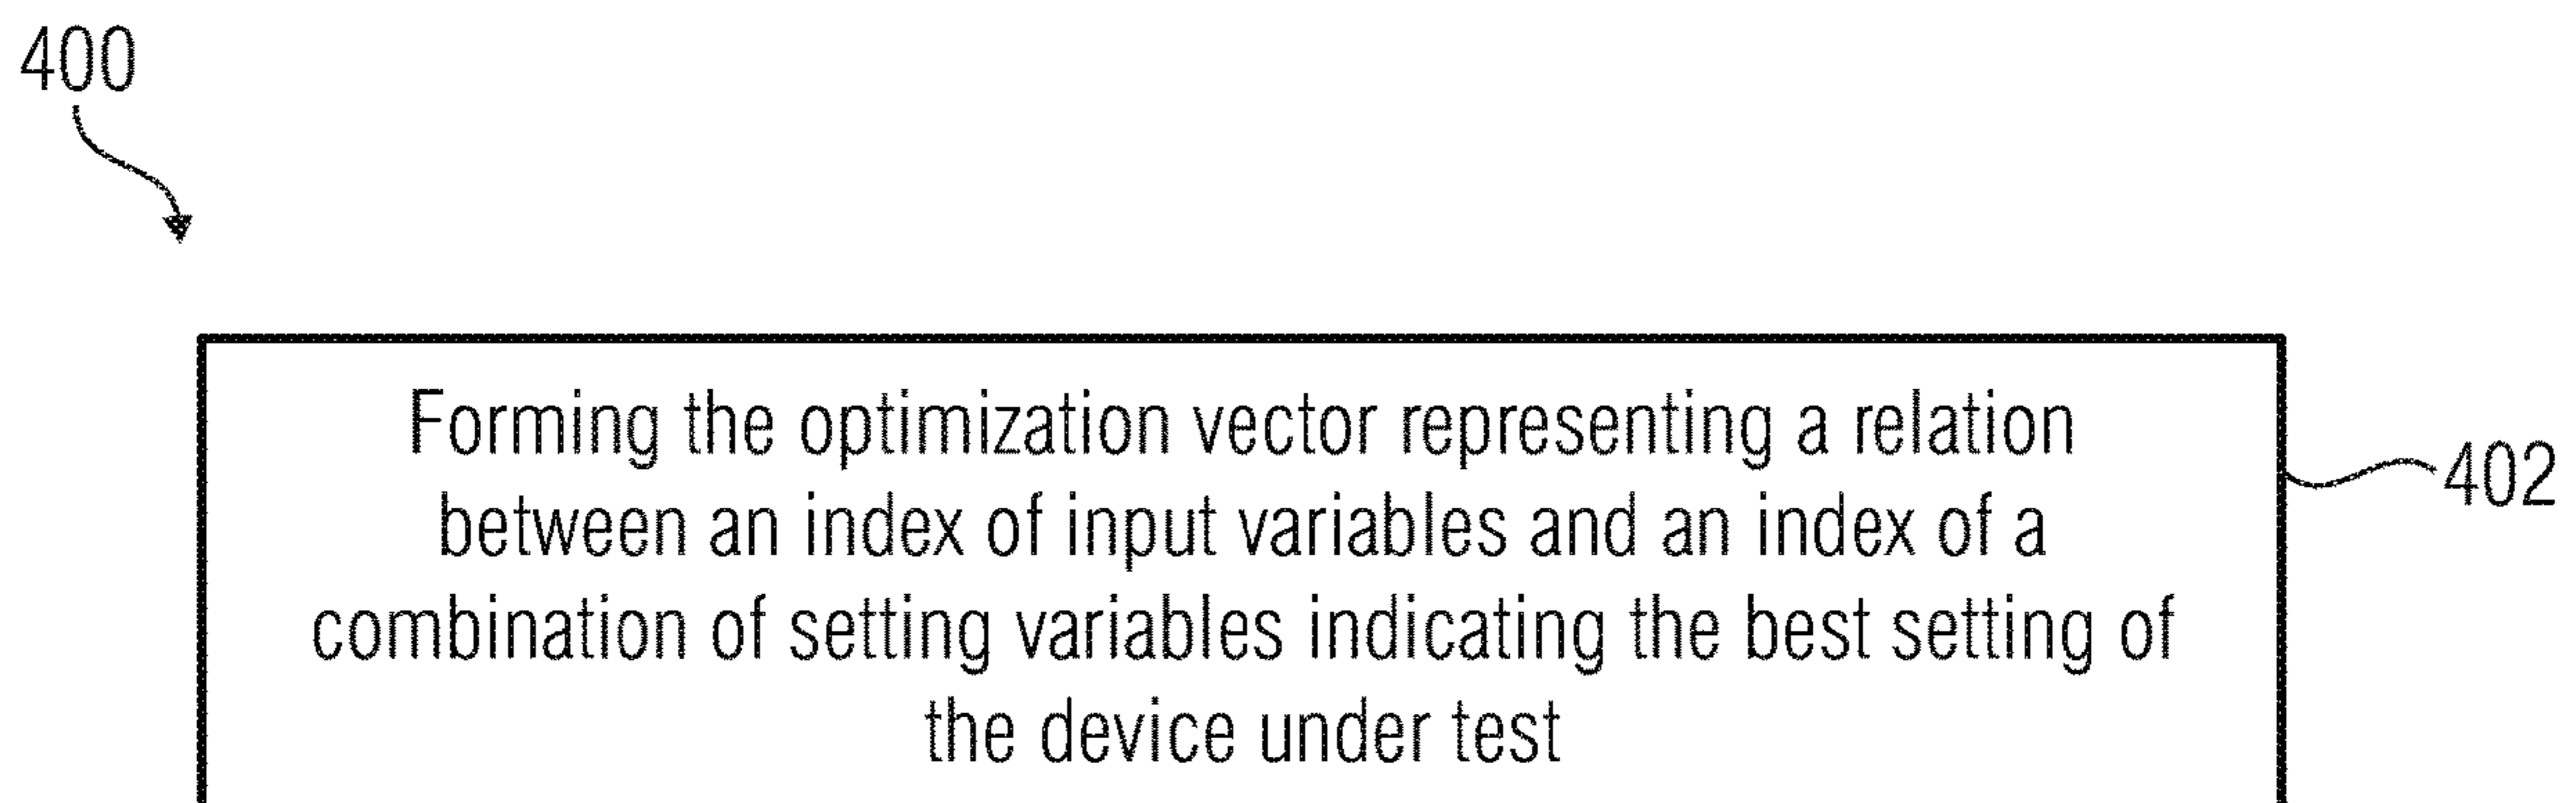 400
Forming the optimization vector representing a relation
between an index of input variables and an index of a
combination of setting variables indicating the best setting of
the device under test
402